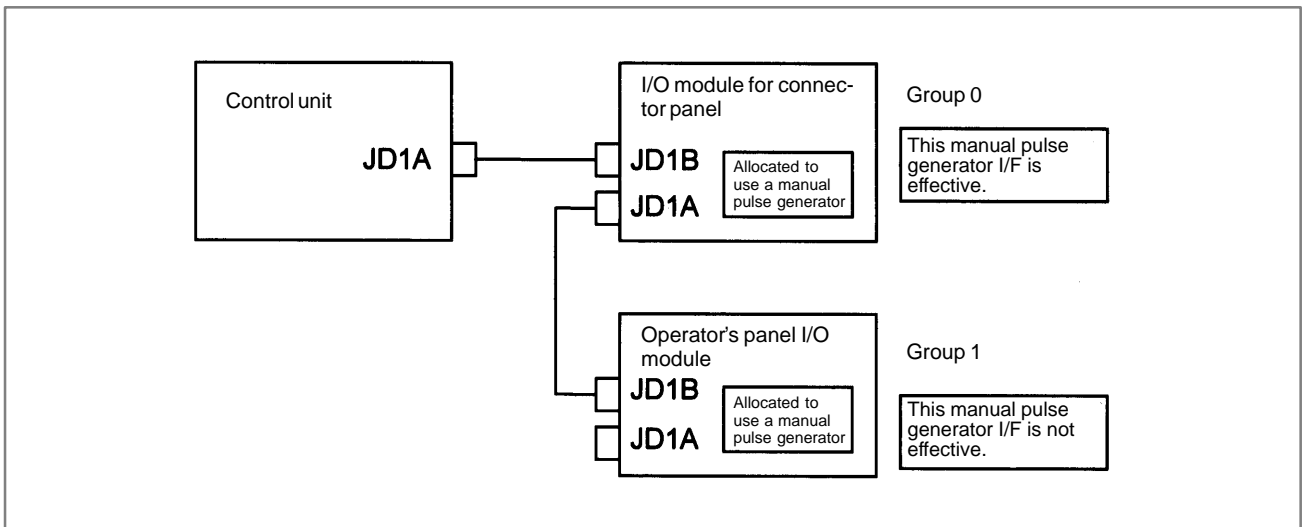 Control unit
JD1A
I/O module for connec-
tor panel
JD1B
JD1A
Allocated to
use a manual
pulse generator
Group 0
This manual pulse
generator I/F is
effective.
Operator’s panel I/O
module
JD1B
JD1A
Allocated to
use a manual
pulse generator
Group 1
This manual pulse
generator I/F is not
effective.